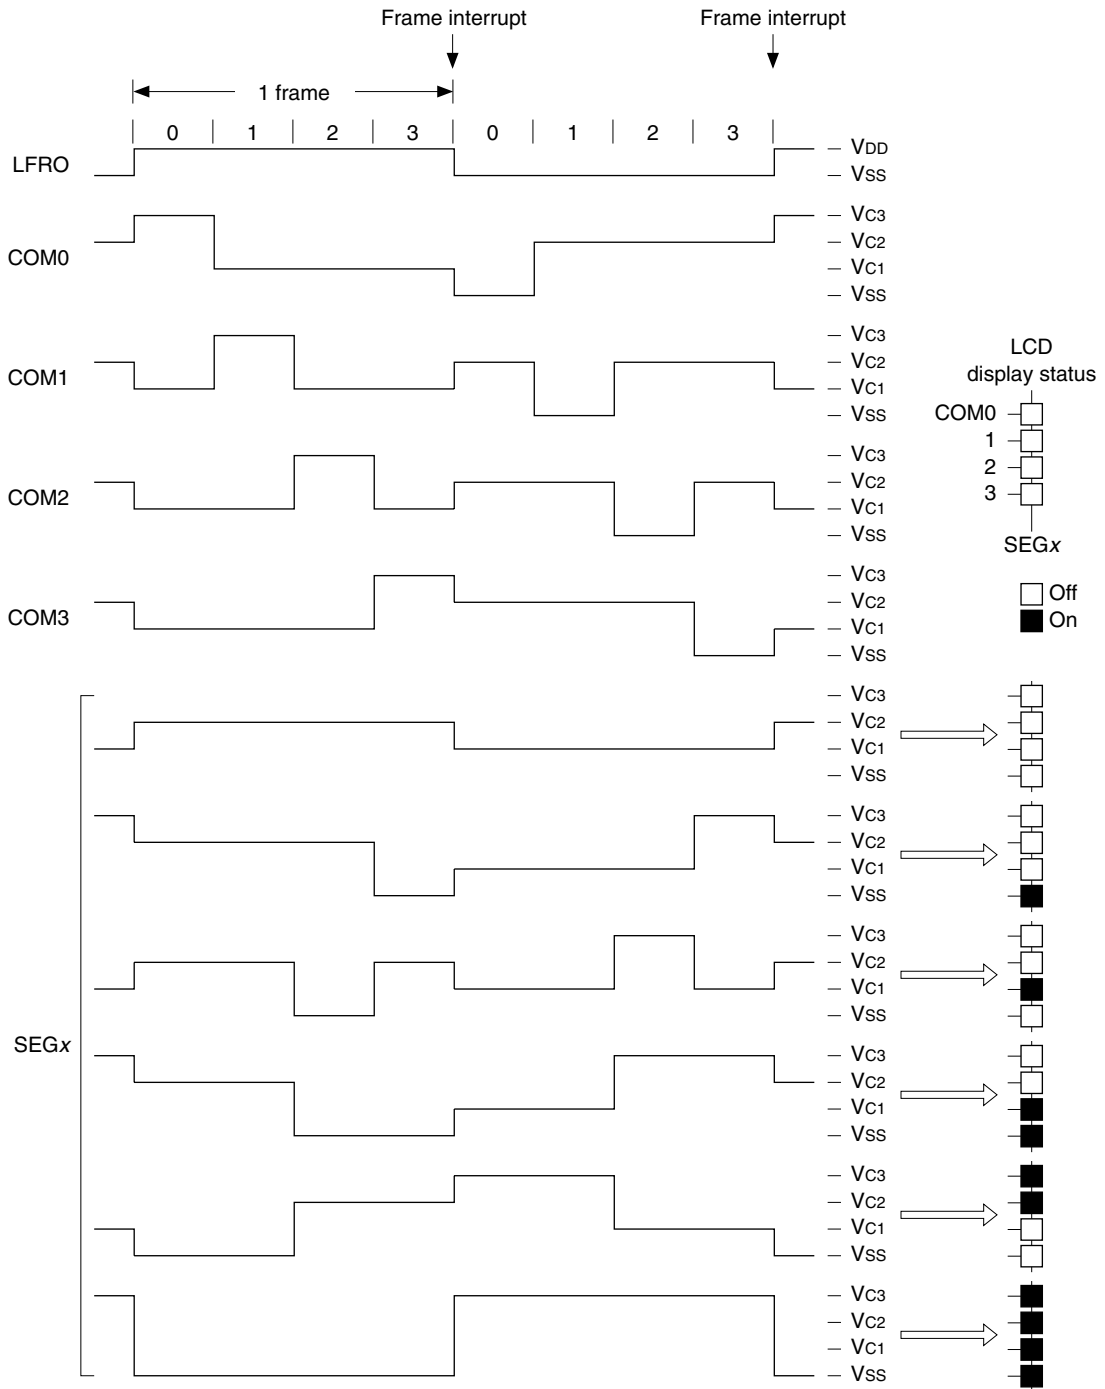 Frame interrupt Frame interrupt
1 frame
0 1 2 3 0 1 2 3
LFRO
VDD
VSS
COM0
VC3
VC2
VC1
VSS
COM1
VC3
VC2
VC1
VSS
COM2
VC3
VC2
VC1
VSS
COM3
VC3
VC2
VC1
VSS
LCD
display status
COM0
1
2
3
SEGx
Off
On
SEGx
VC3
VC2
VC1
VSS
VC3
VC2
VC1
VSS
VC3
VC2
VC1
VSS
VC3
VC2
VC1
VSS
VC3
VC2
VC1
VSS
VC3
VC2
VC1
VSS